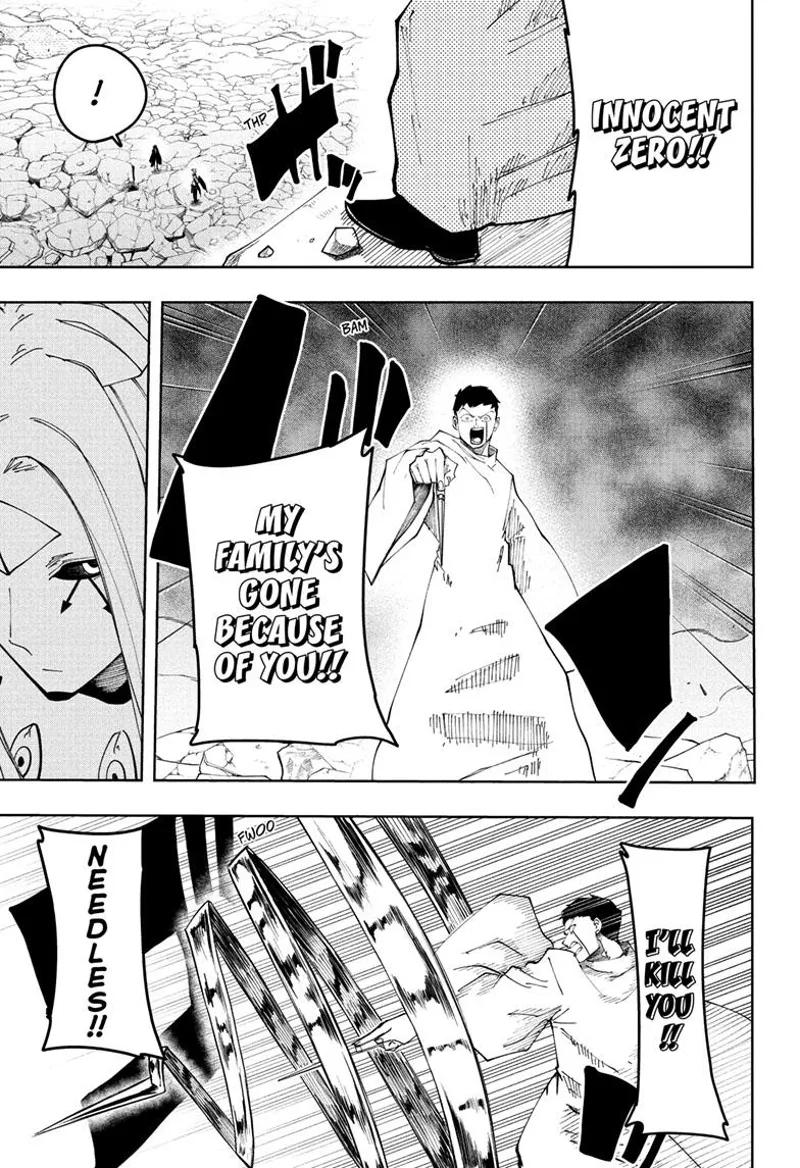 INNOCENT
ZERO!!
THP
!
BAM
MY
FAMILY'S
GONE
BECAUSE
OF YOU!!
I'LL
KILL
YOU
!!
FWOO
NEEDLES!!